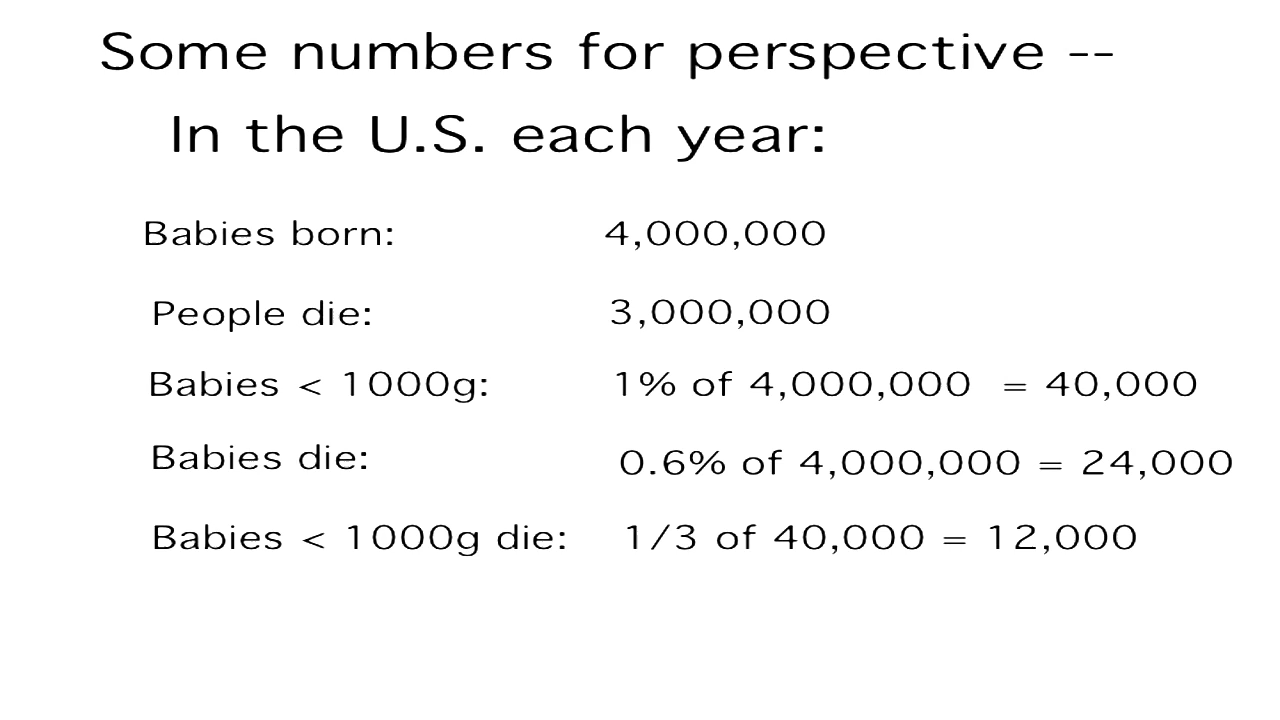 Some numbers for perspective --
In the U.S. each year:
Babies born: 4,000,000
People die: 3,000,000
Babies < 1000g: 1% of 4,000,000 = 40,000
Babies die: 0.6% of 4,000,000 = 24,000
Babies < 1000g die: 1/3 of 40,000 = 12,000